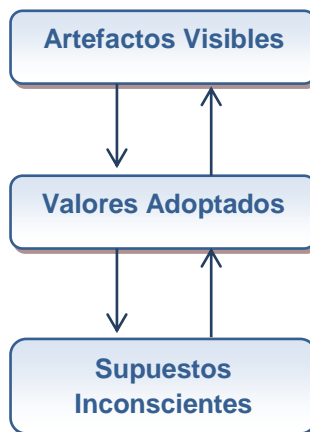 Artefactos Visibles
Valores Adoptados
Supuestos
Inconscientes